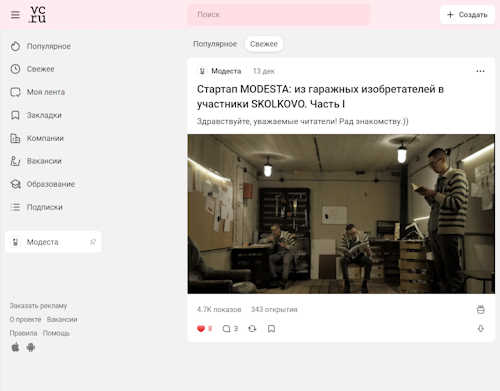 vc.ru
Поиск
Создать
Популярное
Свежее
Моя лента
Закладки
Компании
Вакансии
Образование
Подписки
Модеста
Заказать рекламу
О проекте Вакансии
Правила Помощь
Популярное Свежее
Модеста 13 дек
Стартап MODESTA: из гаражных изобретателей в
участники SKOLKOVO. Часть I
Здравствуйте, уважаемые читатели! Рад знакомству.))
4.7K показов 343 открытия
8 3